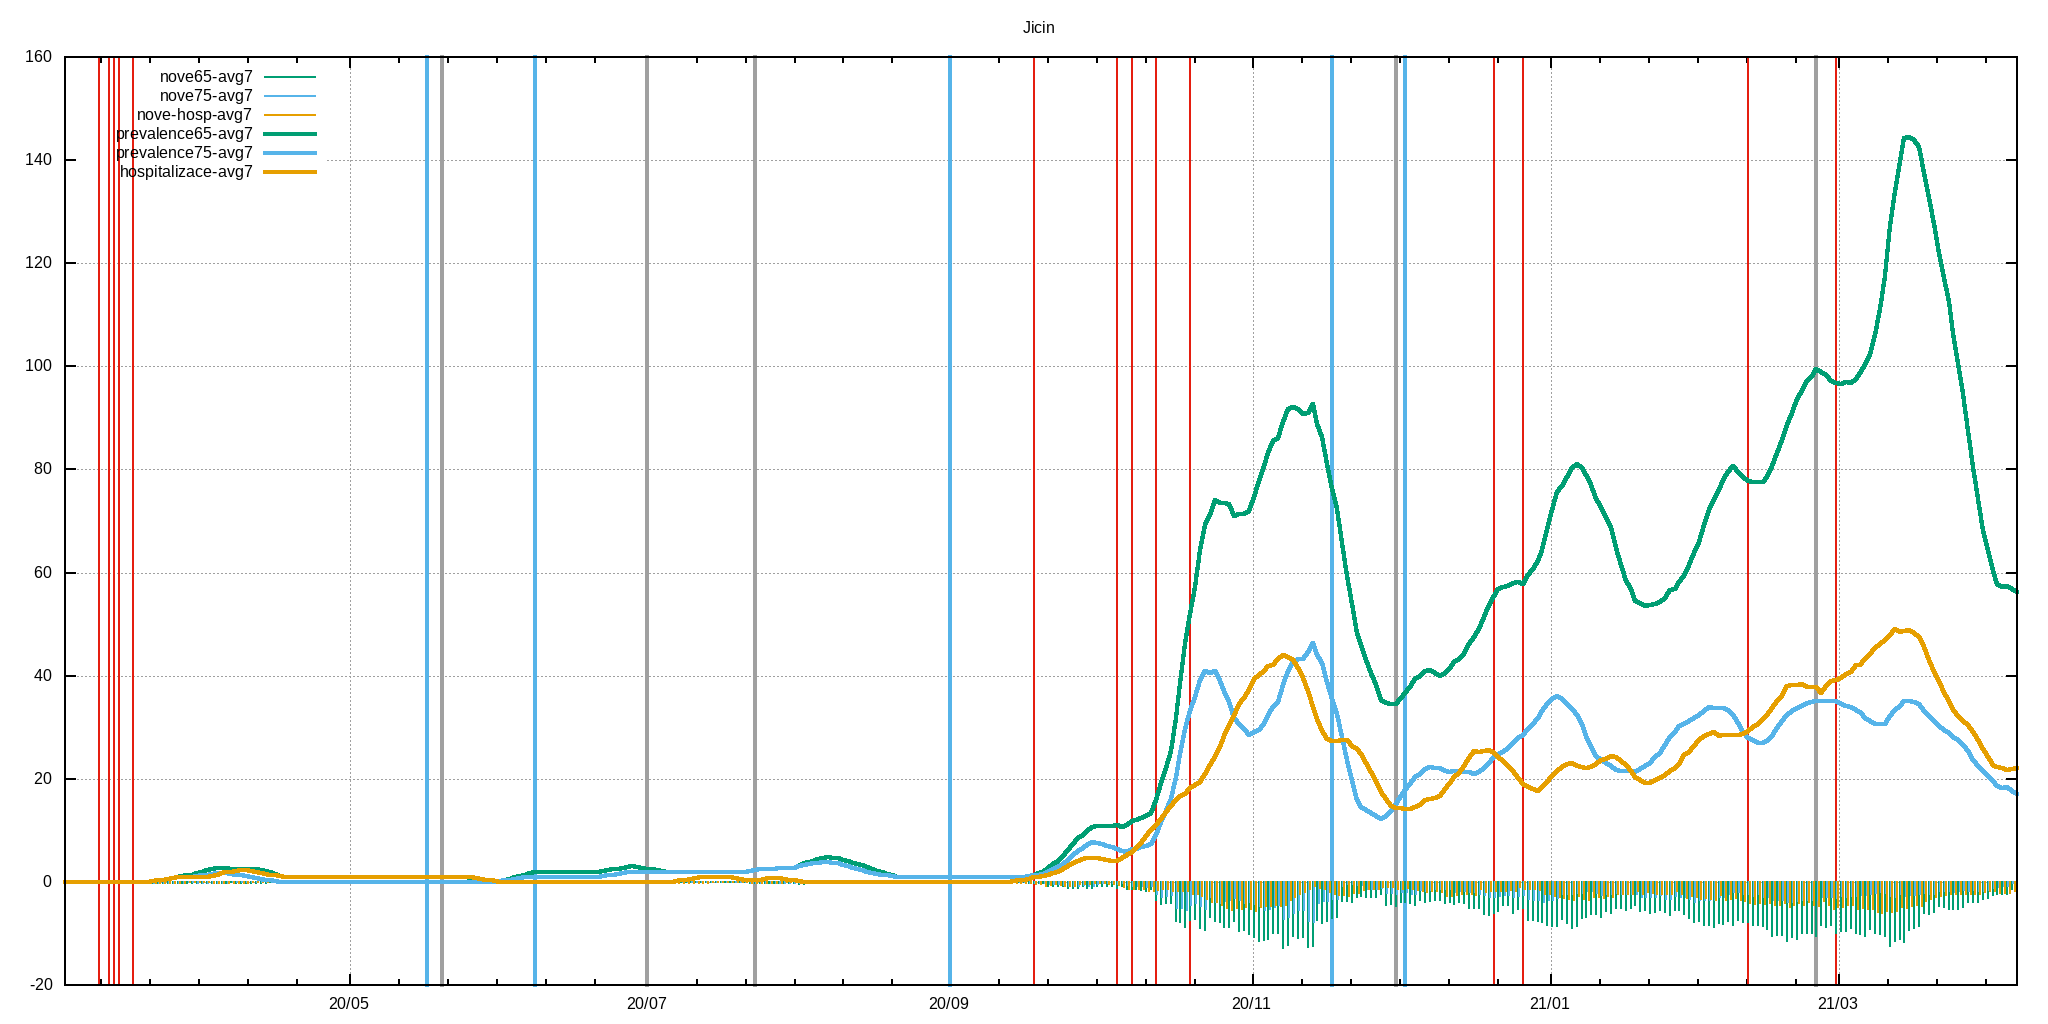 Jicin
160
140
120
100
80
60
40
20
0
-20
nove65-avg7
nove75-avg7
nove-hosp-avg7
prevalence65-avg7
prevalence75-avg7
hospitalizace-avg7
20/05 20/07 20/09 20/11 21/01 21/03